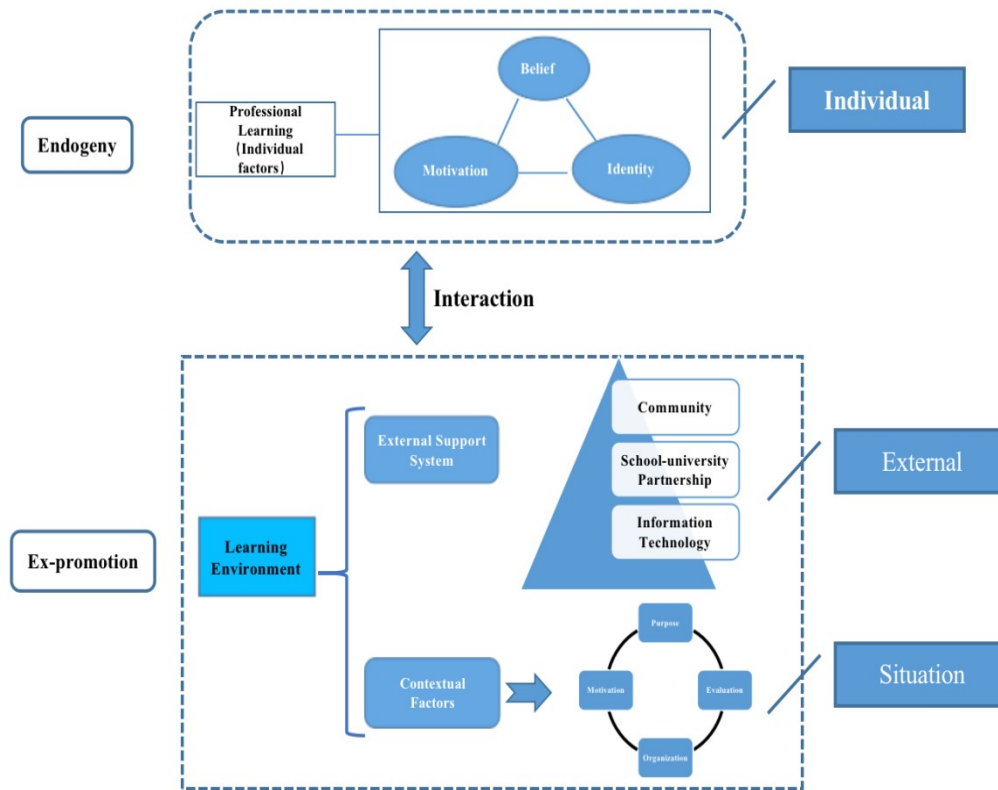 Belief
Individual
Professional
Learning
(Individual
factors)
Endogeny
Motivation
Identity
Interaction
Community
External Support
System
School-university
Partnership
External
Information
Technology
Learning
Environment
Ex-promotion
Purpose
Contextual
Factors
Motivation
Evaluation
Situation
Organization